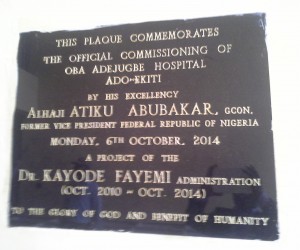 THIS PLAQUE COMMEMORATES
THE OFFICIAL COMMISSIONING OF
OBA ADEJUGBE HOSPITAL
ADO-EKITI
BY HIS EXCELLENCY
ALHAJI ATIKU ABUBAKAR, GCON,
FORMER VICE PRESIDENT FEDERAL REPUBLIC OF NIGERIA
MONDAY, 6TH OCTOBER, 2014
A PROJECT OF THE
DR. KAYODE FAYEMI ADMINISTRATION
(OCT. 2010 – OCT. 2014)
TO THE GLORY OF GOD AND BENEFIT OF HUMANITY